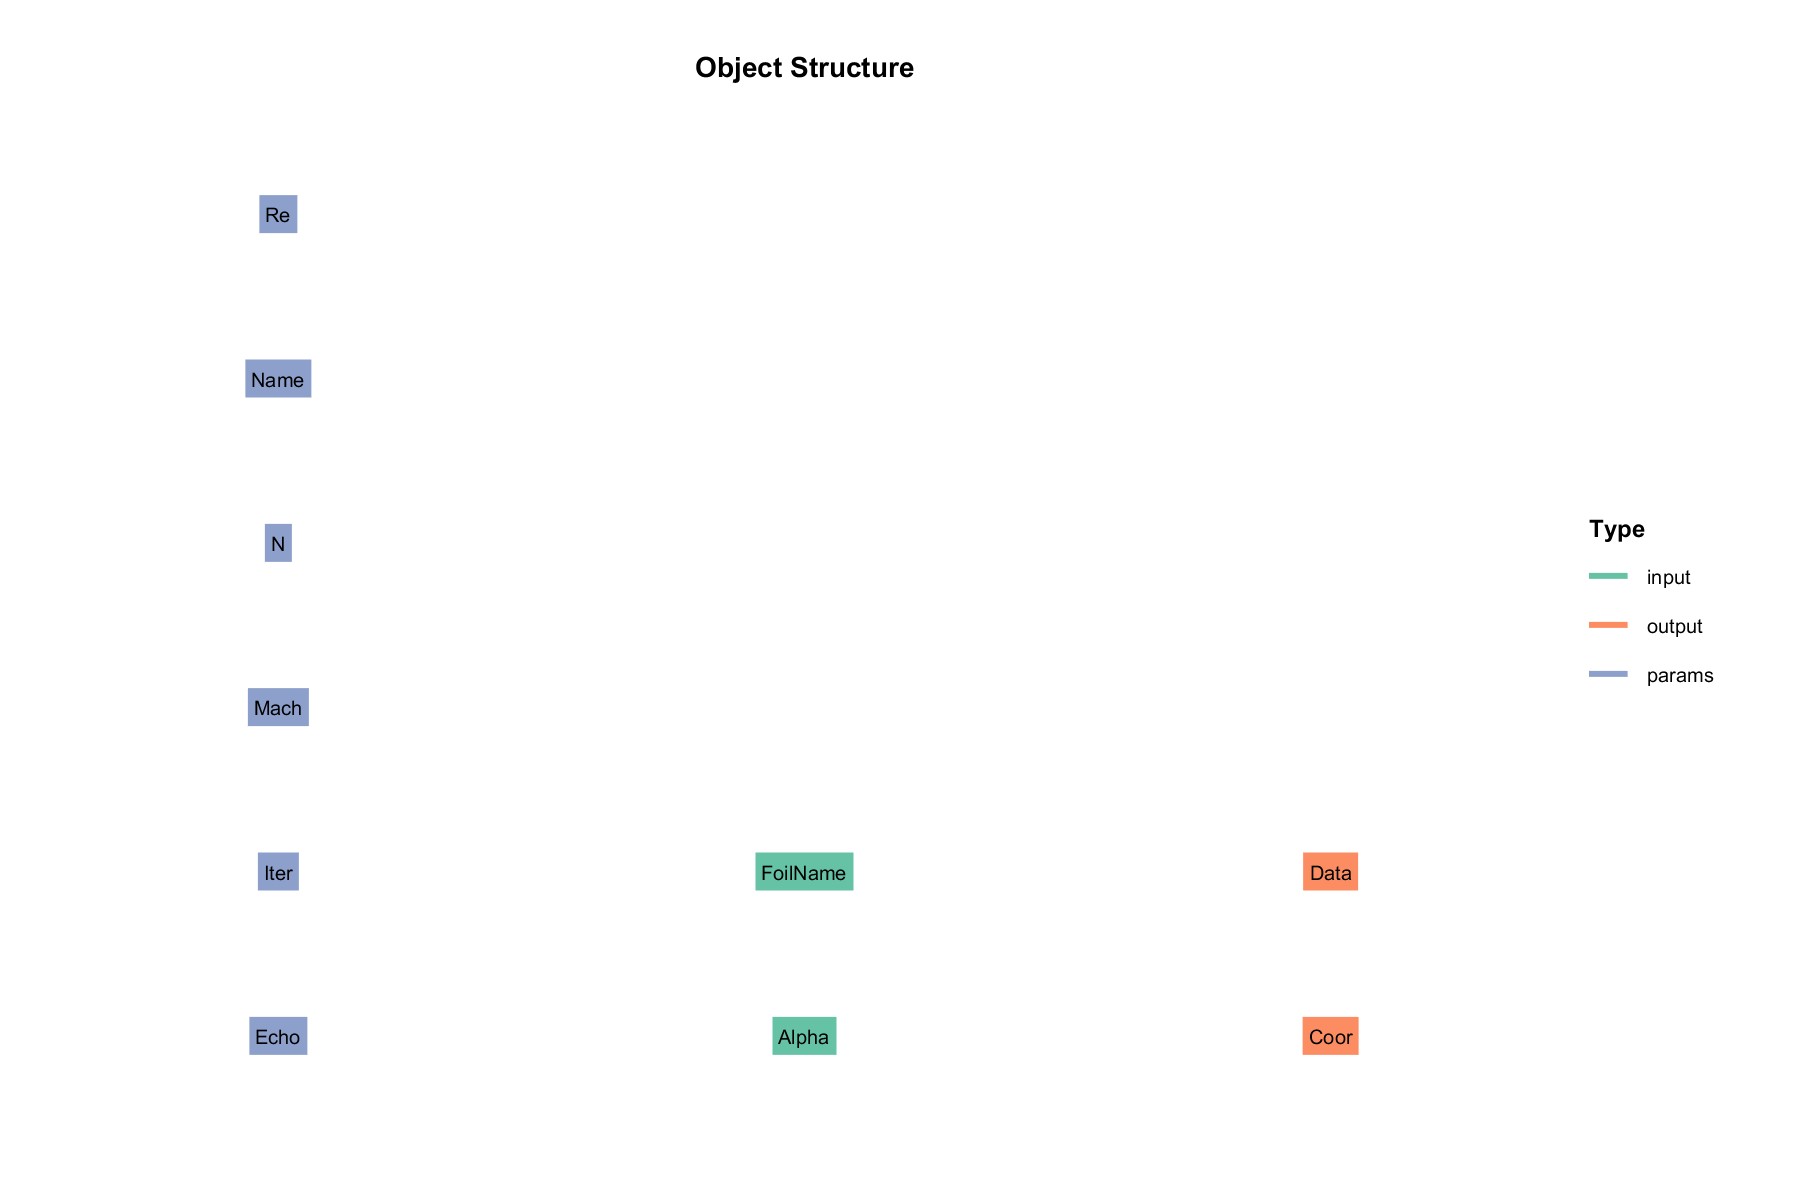 Object Structure
Re
Name
N
Mach
Iter
FoilName
Data
Echo
Alpha
Coor
Type
input
output
params